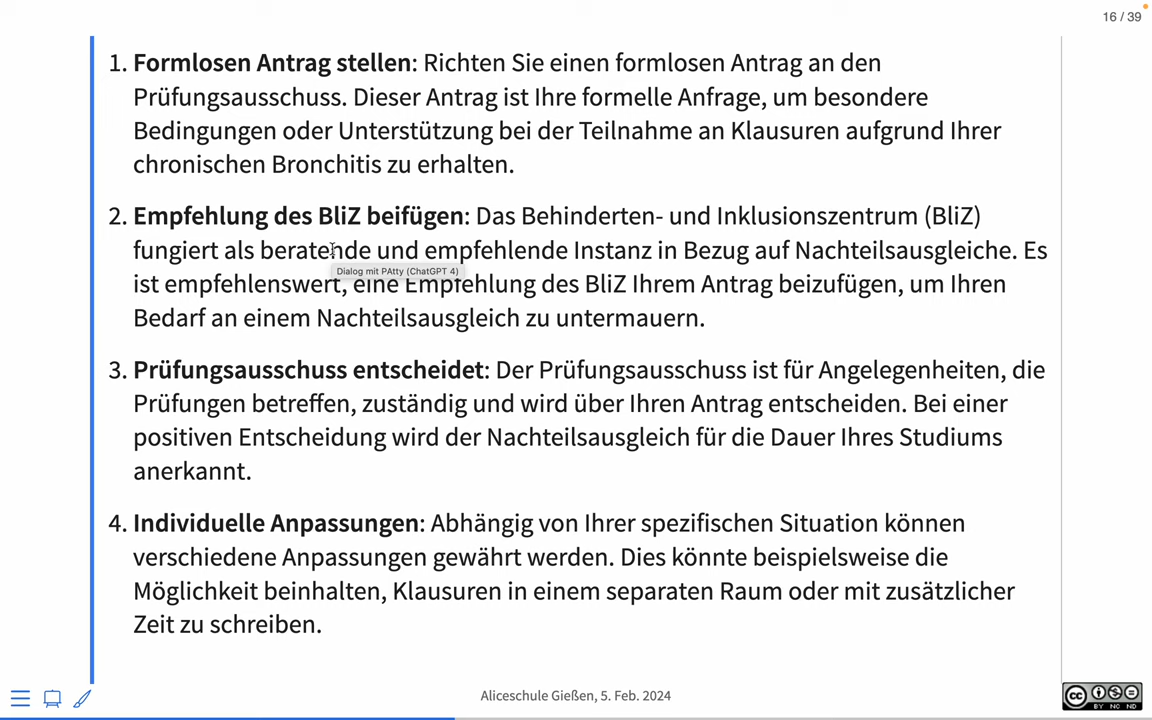 16 / 39
1. Formlosen Antrag stellen: Richten Sie einen formlosen Antrag an den
Prüfungsausschuss. Dieser Antrag ist Ihre formelle Anfrage, um besondere
Bedingungen oder Unterstützung bei der Teilnahme an Klausuren aufgrund Ihrer
chronischen Bronchitis zu erhalten.
2. Empfehlung des BliZ beifügen: Das Behinderten- und Inklusionszentrum (BliZ)
fungiert als beratende und empfehlende Instanz in Bezug auf Nachteilsausgleiche. Es
Dialog mit PAtty (ChatGPT 4)
ist empfehlenswert, eine Empfehlung des BliZ Ihrem Antrag beizufügen, um Ihren
Bedarf an einem Nachteilsausgleich zu untermauern.
3. Prüfungsausschuss entscheidet: Der Prüfungsausschuss ist für Angelegenheiten, die
Prüfungen betreffen, zuständig und wird über Ihren Antrag entscheiden. Bei einer
positiven Entscheidung wird der Nachteilsausgleich für die Dauer Ihres Studiums
anerkannt.
4. Individuelle Anpassungen: Abhängig von Ihrer spezifischen Situation können
verschiedene Anpassungen gewährt werden. Dies könnte beispielsweise die
Möglichkeit beinhalten, Klausuren in einem separaten Raum oder mit zusätzlicher
Zeit zu schreiben.
Aliceschule Gießen, 5. Feb. 2024
cc
BY NC ND